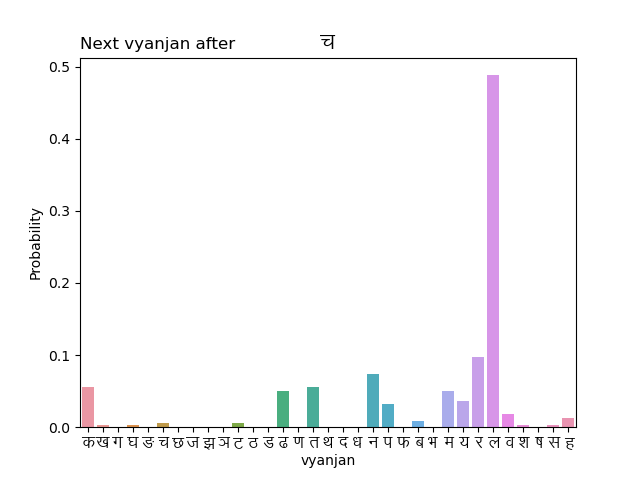 Next vyanjan after च
0.5
0.4
0.3
0.2
0.1
0.0
Probability
क ख ग घ ङ च छ ज झ ञ ट ठ ड ढ ण त थ द ध न प फ ब भ म य र ल व श ष स ह
vyanjan